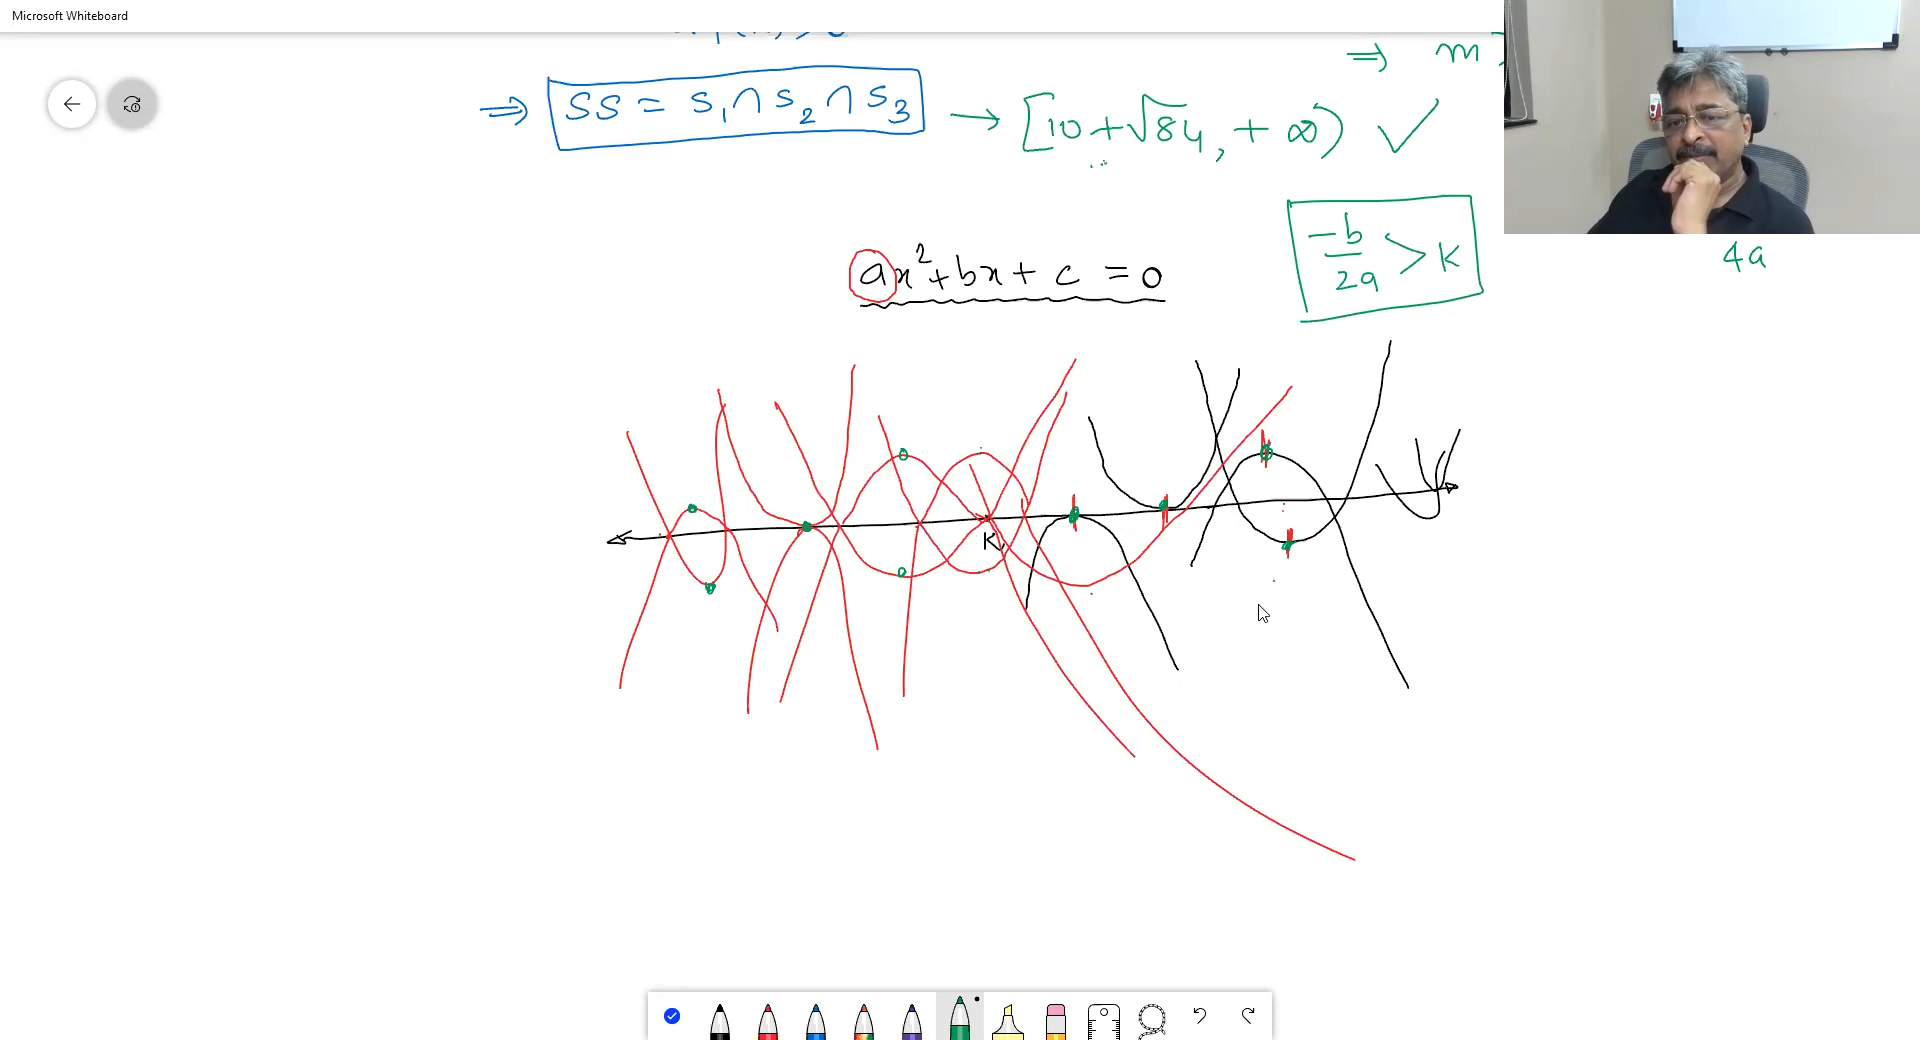 Microsoft Whiteboard
⇒ m
⇒ SS = S₁ ∩ S₂ ∩ S₃ → [10 + √84, + ∞) ✓
-b/2a > K
4a
ax² + bx + c = 0
K